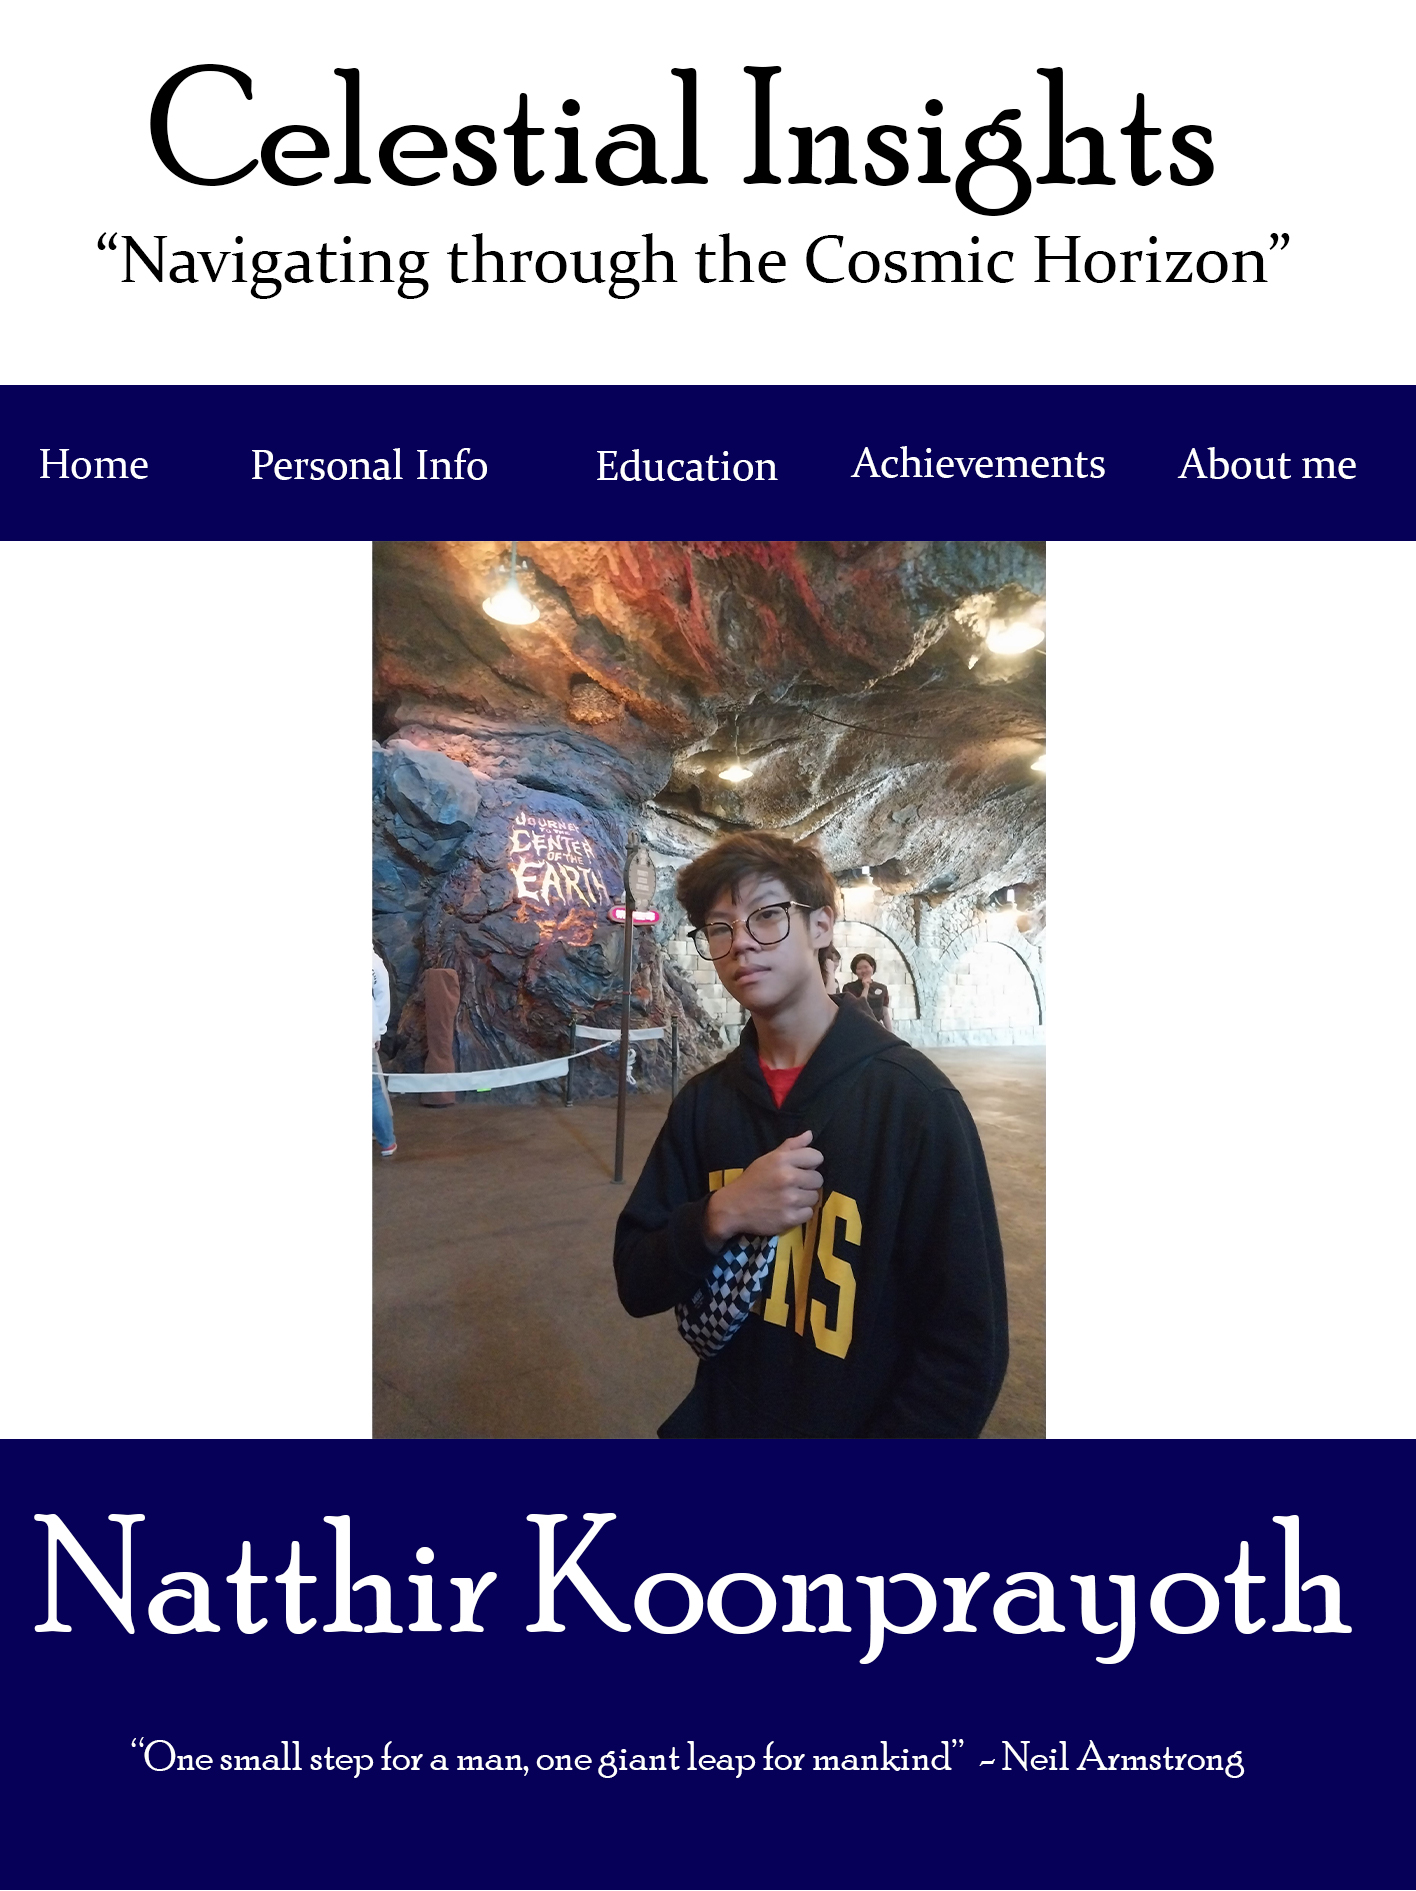 Celestial Insights
“Navigating through the Cosmic Horizon”
Home Personal Info Education Achievements About me
JOURNEY
TO THE
CENTER
OF THE
EARTH
Natthir Koonprayoth
“One small step for a man, one giant leap for mankind” - Neil Armstrong